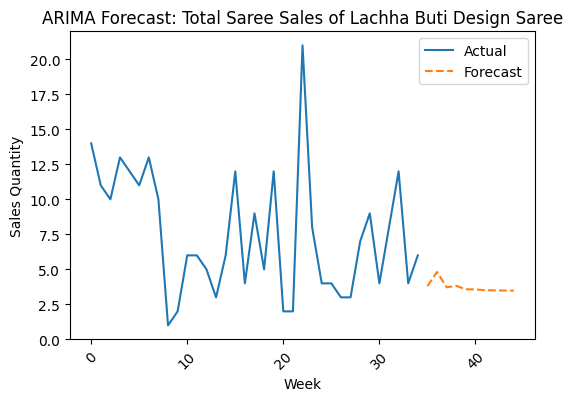 ARIMA Forecast: Total Saree Sales of Lachha Buti Design Saree
Actual
Forecast
Sales Quantity
20.0
17.5
15.0
12.5
10.0
7.5
5.0
2.5
0.0
0
10
20
30
40
Week